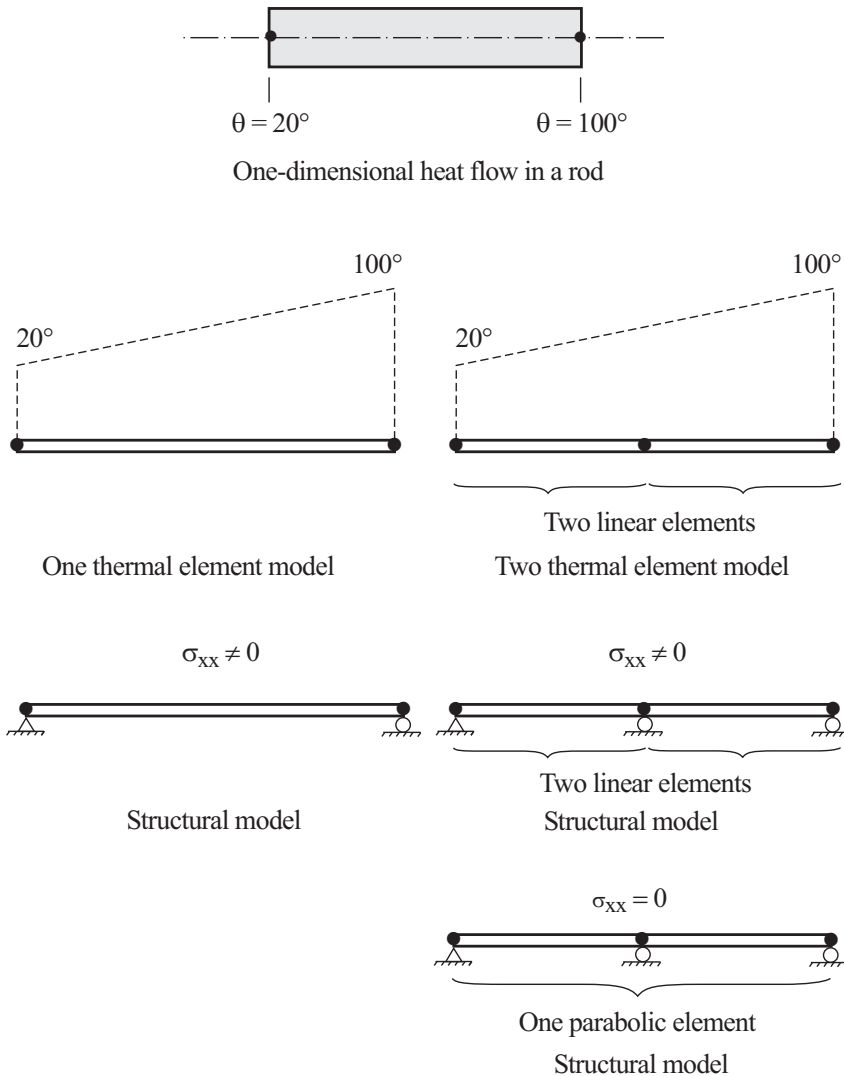 θ = 20° θ = 100°
One-dimensional heat flow in a rod
100° 100°
20° 20°
Two linear elements
One thermal element model Two thermal element model
σxx ≠ 0 σxx ≠ 0
Two linear elements
Structural model Structural model
σxx = 0
One parabolic element
Structural model